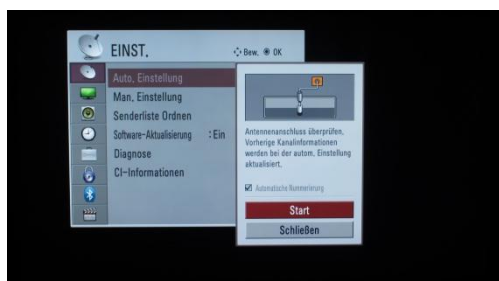 EINST.
Bew. OK
Auto. Einstellung
Man. Einstellung
Senderliste Ordnen
Software-Aktualisierung : Ein
Diagnose
CI-Informationen
Antennenanschluss überprüfen.
Vorherige Kanalinformationen
werden bei der autom. Einstellung
aktualisiert.
Automatische Nummerierung
Start
Schließen